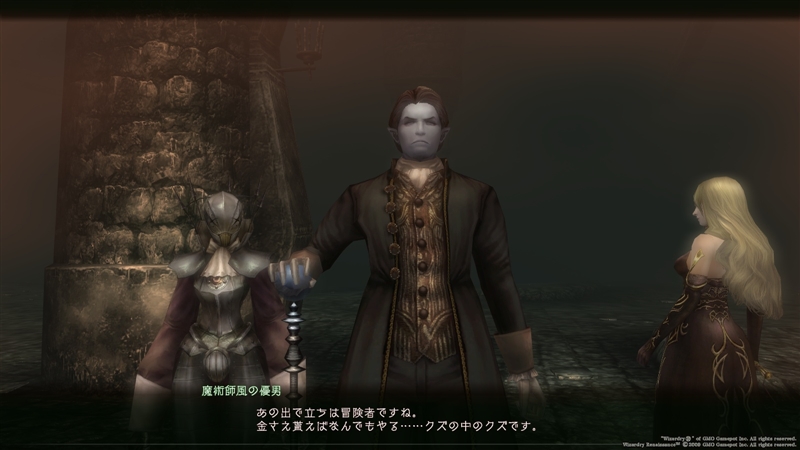 魔術師風の優男
あの出で立ちは冒険者ですね。
金すえ貰えばなんでもやる……クズの中のクズです。
"Wizardry®" of GMO Gamepot Inc. All rights reserved.
Wizardry Renaissance™ © 2009 GMO Gamepot Inc. All rights reserved.